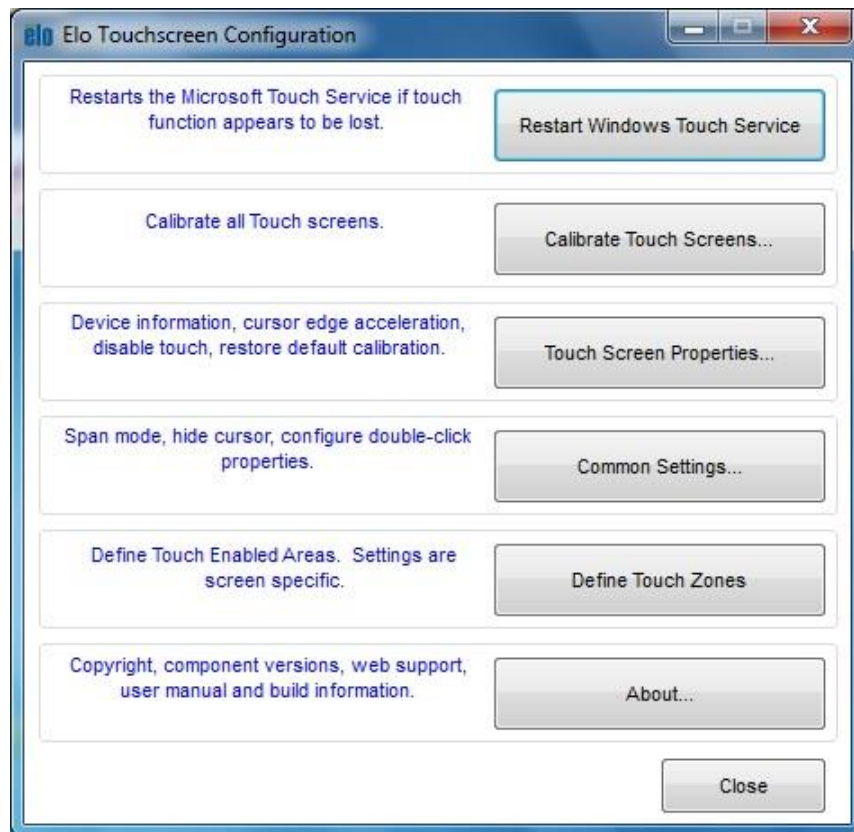 elo Elo Touchscreen Configuration
Restarts the Microsoft Touch Service if touch
function appears to be lost.
Restart Windows Touch Service
Calibrate all Touch screens.
Calibrate Touch Screens...
Device information, cursor edge acceleration,
disable touch, restore default calibration.
Touch Screen Properties...
Span mode, hide cursor, configure double-click
properties.
Common Settings...
Define Touch Enabled Areas.  Settings are
screen specific.
Define Touch Zones
Copyright, component versions, web support,
user manual and build information.
About...
Close